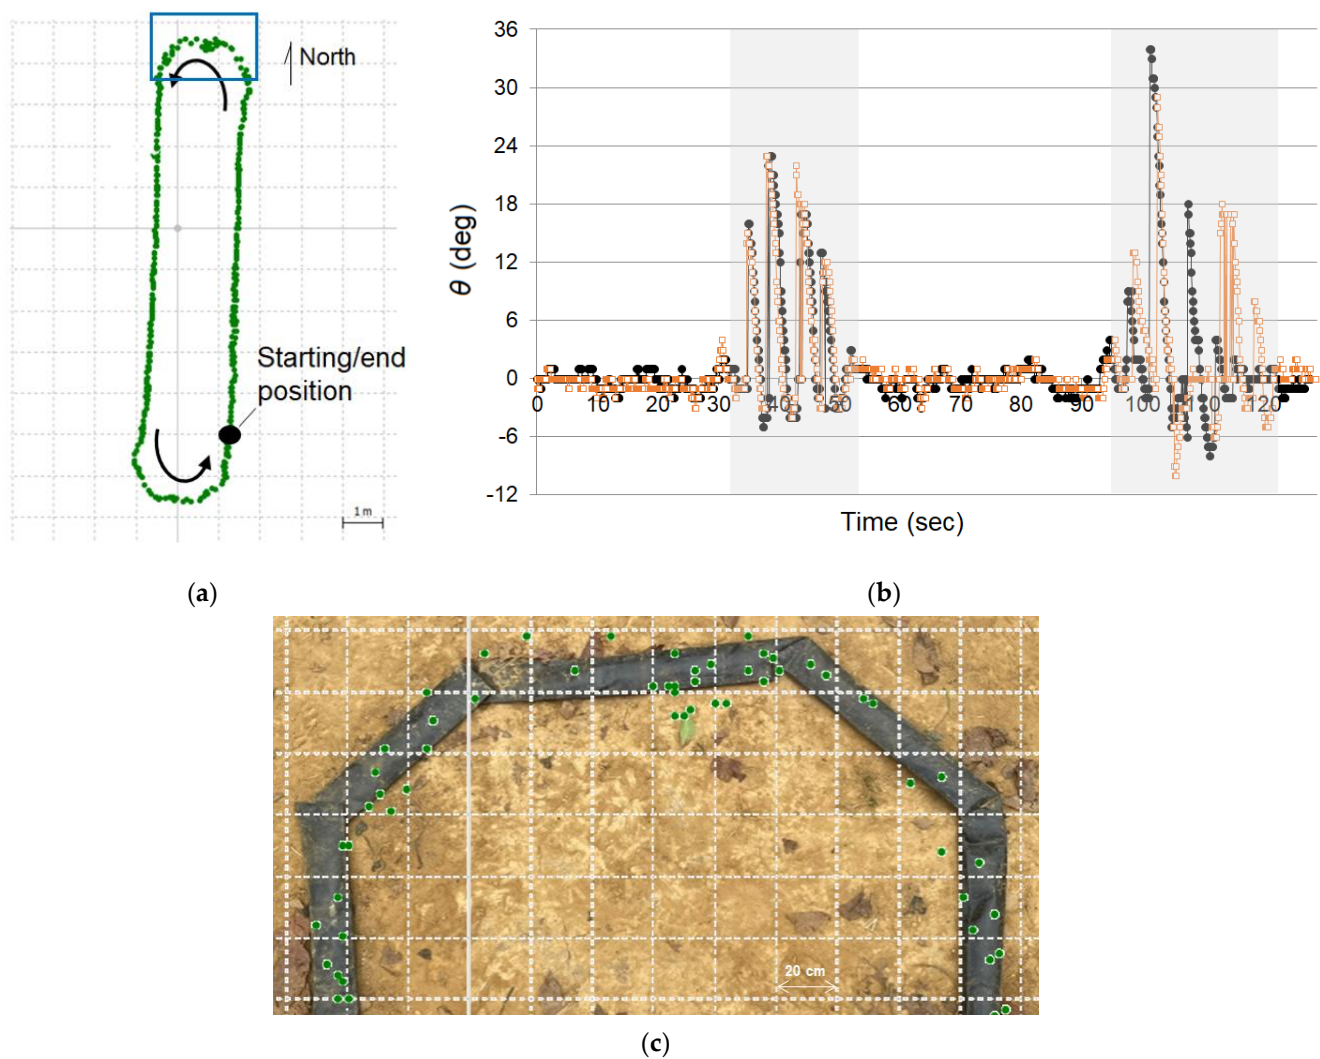 North
Starting/end
position
1 m
(a)
36
30
24
18
12
6
0
-6
-12
θ (deg)
0 10 20 30 40 50 60 70 80 90 100 110 120
Time (sec)
(b)
20 cm
(c)